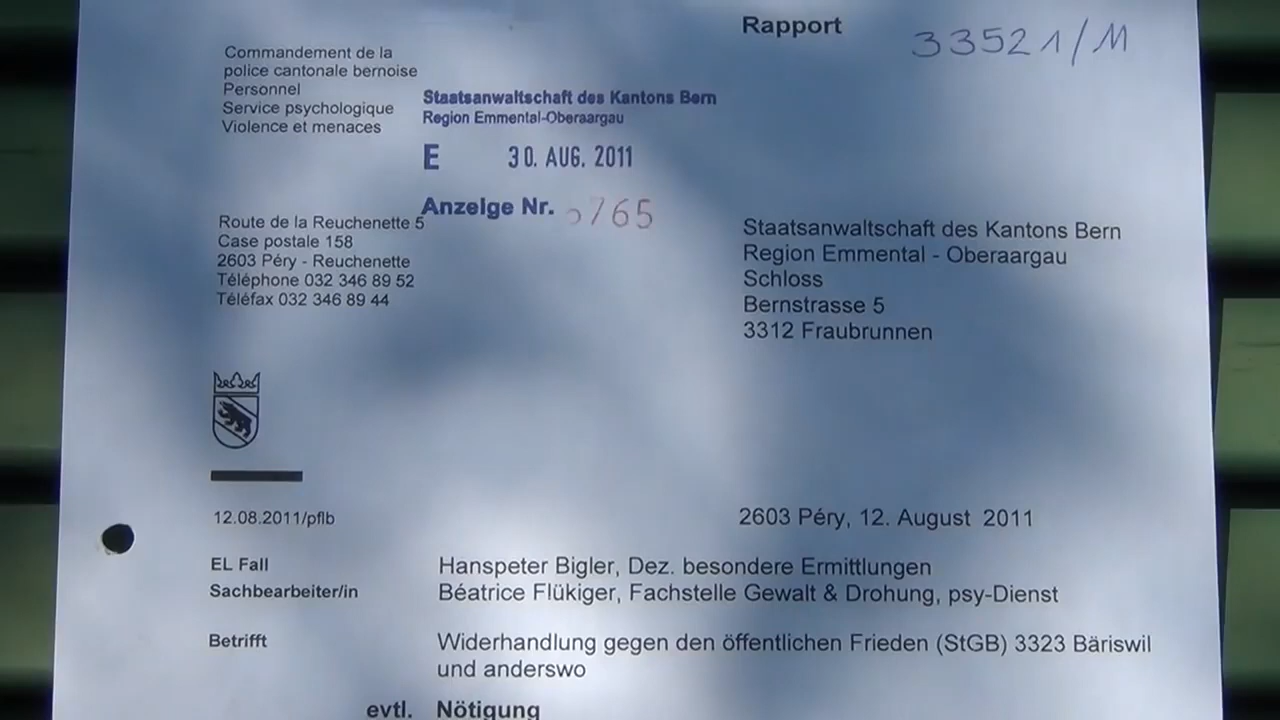 Rapport
33521/11
Commandement de la
police cantonale bernoise
Personnel
Service psychologique
Violence et menaces
Staatsanwaltschaft des Kantons Bern
Region Emmental-Oberaargau
E 30. AUG. 2011
Anzeige Nr. 765
Route de la Reuchenette 5
Case postale 158
2603 Péry - Reuchenette
Téléphone 032 346 89 52
Téléfax 032 346 89 44
Staatsanwaltschaft des Kantons Bern
Region Emmental - Oberaargau
Schloss
Bernstrasse 5
3312 Fraubrunnen
12.08.2011/pflb
2603 Péry, 12. August 2011
EL Fall Hanspeter Bigler, Dez. besondere Ermittlungen
Sachbearbeiter/in Béatrice Flükiger, Fachstelle Gewalt & Drohung, psy-Dienst
Betrifft Widerhandlung gegen den öffentlichen Frieden (StGB) 3323 Bäriswil
und anderswo
evtl. Nötigung